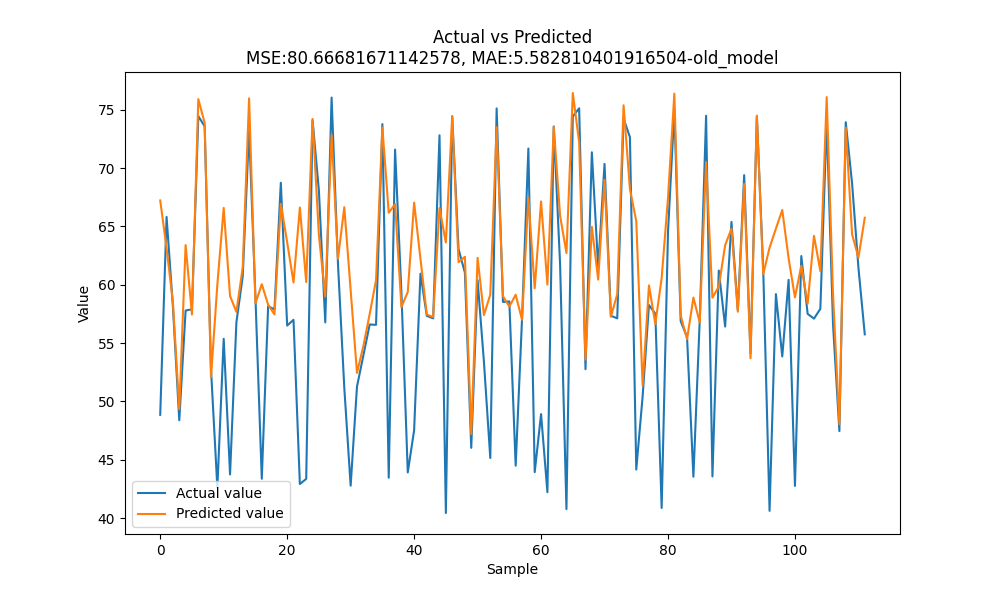 Actual vs Predicted
MSE:80.66681671142578, MAE:5.582810401916504-old_model
Value
75
70
65
60
55
50
45
40
Actual value
Predicted value
0 20 40 60 80 100
Sample